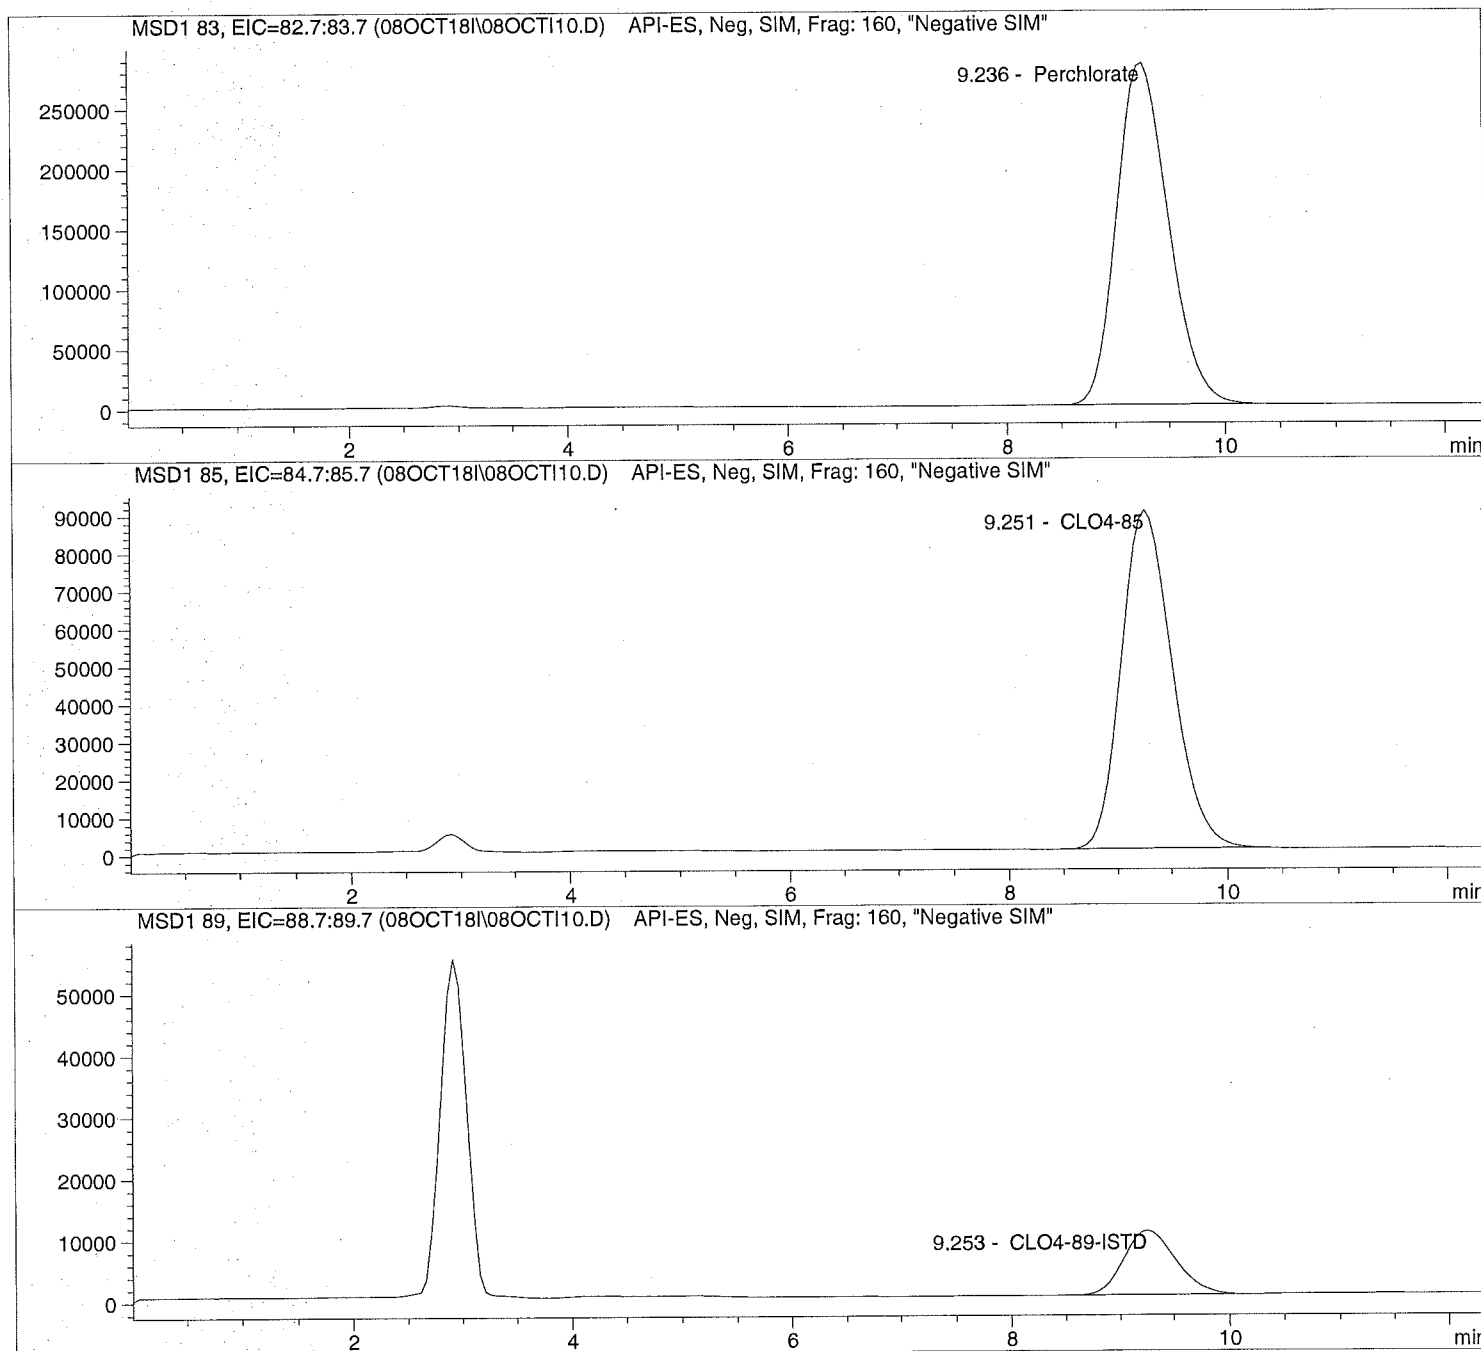 MSD1 83, EIC=82.7:83.7 (08OCT18I\08OCTI10.D) API-ES, Neg, SIM, Frag: 160, "Negative SIM"
9.236 - Perchlorate
250000
200000
150000
100000
50000
0
2 4 6 8 10 min
MSD1 85, EIC=84.7:85.7 (08OCT18I\08OCTI10.D) API-ES, Neg, SIM, Frag: 160, "Negative SIM"
9.251 - CLO4-85
90000
80000
70000
60000
50000
40000
30000
20000
10000
0
2 4 6 8 10 min
MSD1 89, EIC=88.7:89.7 (08OCT18I\08OCTI10.D) API-ES, Neg, SIM, Frag: 160, "Negative SIM"
50000
40000
30000
20000
10000
9.253 - CLO4-89-ISTD
0
2 4 6 8 10 min